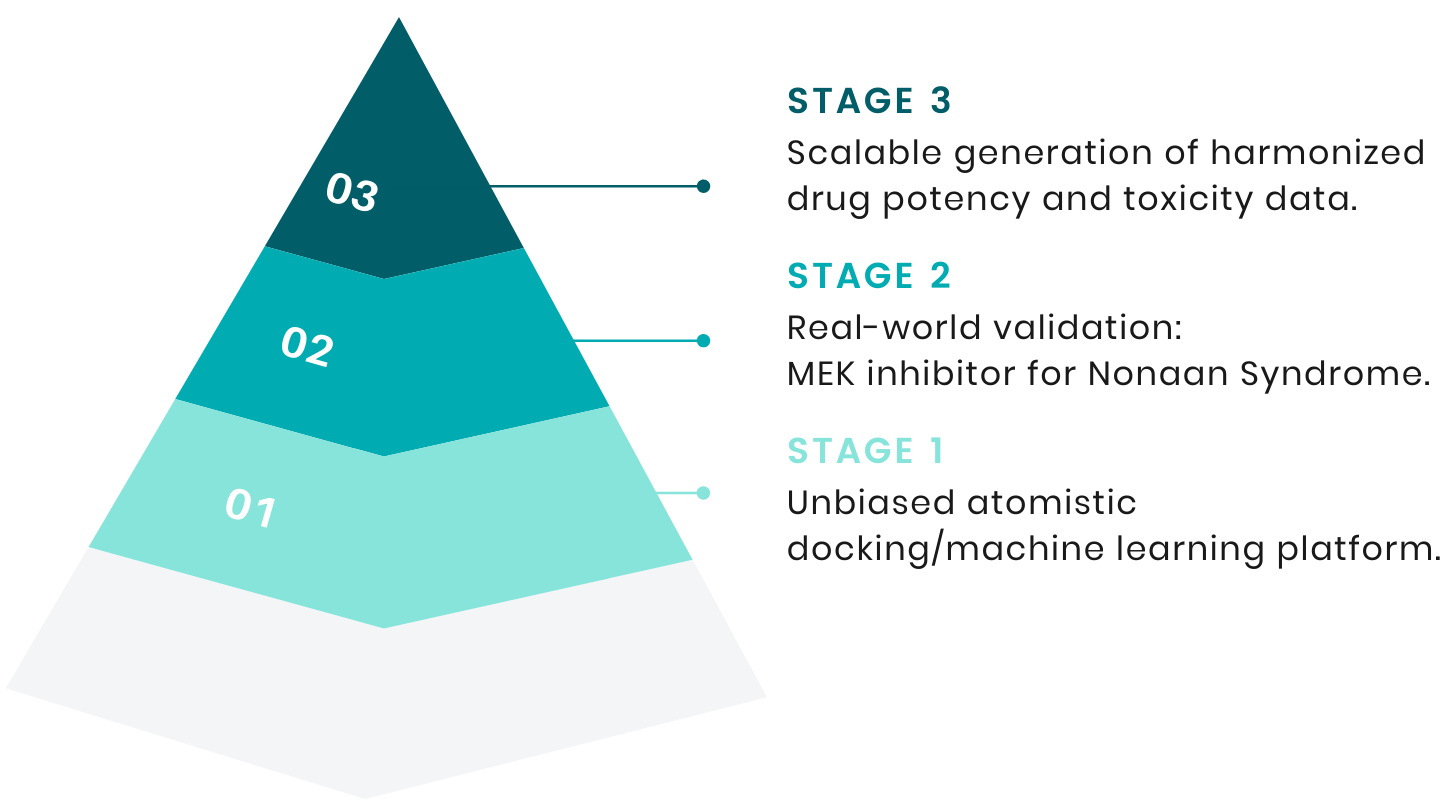 03
STAGE 3
Scalable generation of harmonized
drug potency and toxicity data.
02
STAGE 2
Real-world validation:
MEK inhibitor for Nonaan Syndrome.
01
STAGE 1
Unbiased atomistic
docking/machine learning platform.